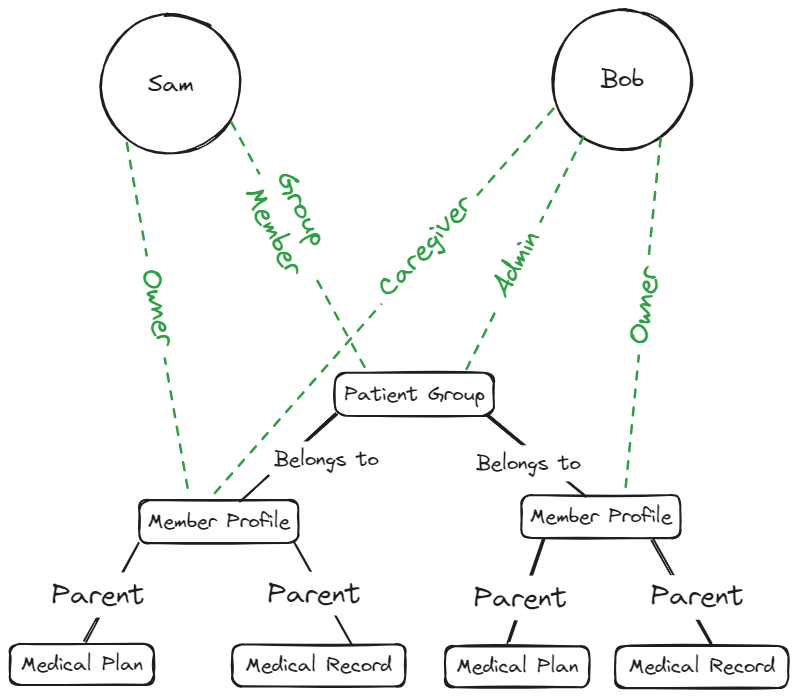 Sam
Bob
Group
Member
Caregiver
Admin
Owner
Owner
Patient Group
Belongs to
Belongs to
Member Profile
Member Profile
Parent
Parent
Parent
Parent
Medical Plan
Medical Record
Medical Plan
Medical Record